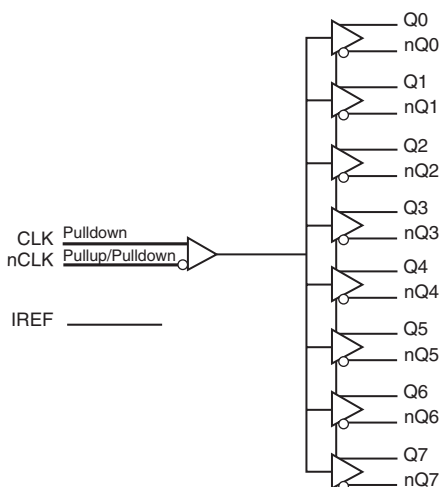 Q0
nQ0
Q1
nQ1
Q2
nQ2
Q3
nQ3
CLK Pulldown
nCLK Pullup/Pulldown
Q4
nQ4
IREF
Q5
nQ5
Q6
nQ6
Q7
nQ7